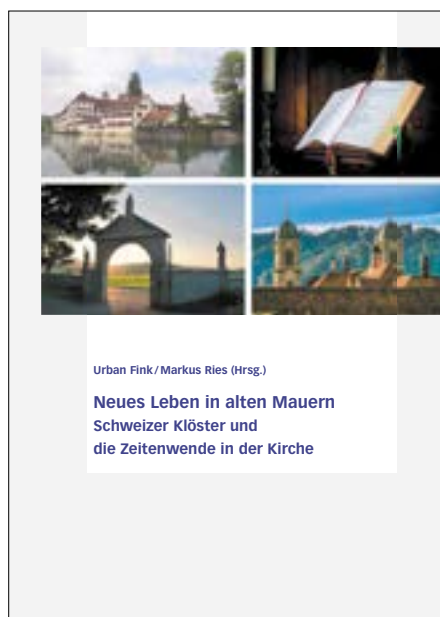 Urban Fink/Markus Ries (Hrsg.)
Neues Leben in alten Mauern
Schweizer Klöster und
die Zeitenwende in der Kirche